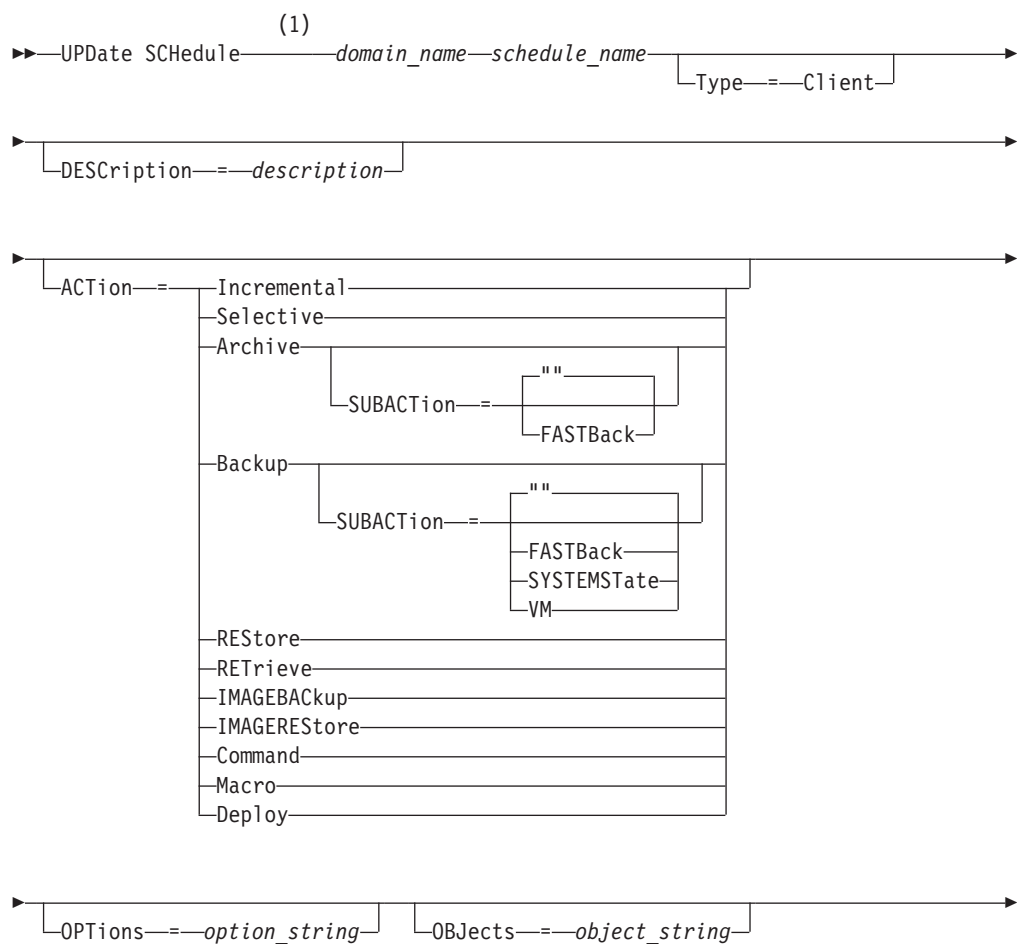 (1)
UPDate SCHedule domain_name schedule_name
Type = Client
DESCription = description
ACTion = Incremental
Selective
Archive
""
SUBACTion =
FASTBack
Backup
""
SUBACTion =
FASTBack
SYSTEMSTate
VM
REStore
RETrieve
IMAGEBACkup
IMAGEREStore
Command
Macro
Deploy
OPTions = option_string OBJects = object_string